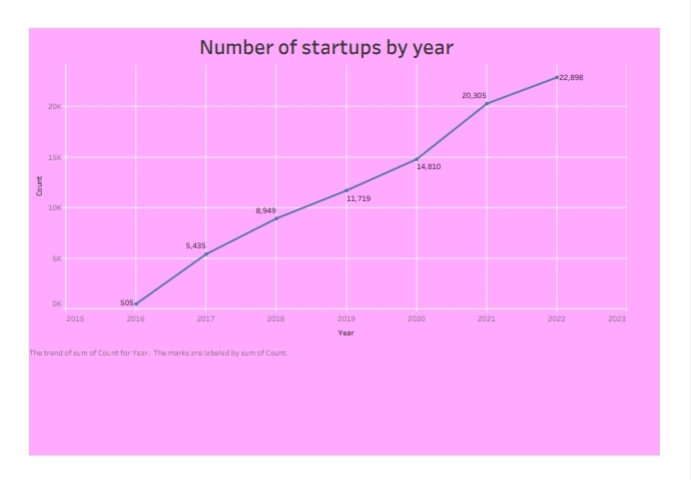 Number of startups by year
22,898
20,305
20K
15K
14,810
Count
11,719
10K
8,949
5,435
5K
505
0K
2015 2016 2017 2018 2019 2020 2021 2022 2023
Year
The trend of sum of Count for Year. The marks are labeled by sum of Count.